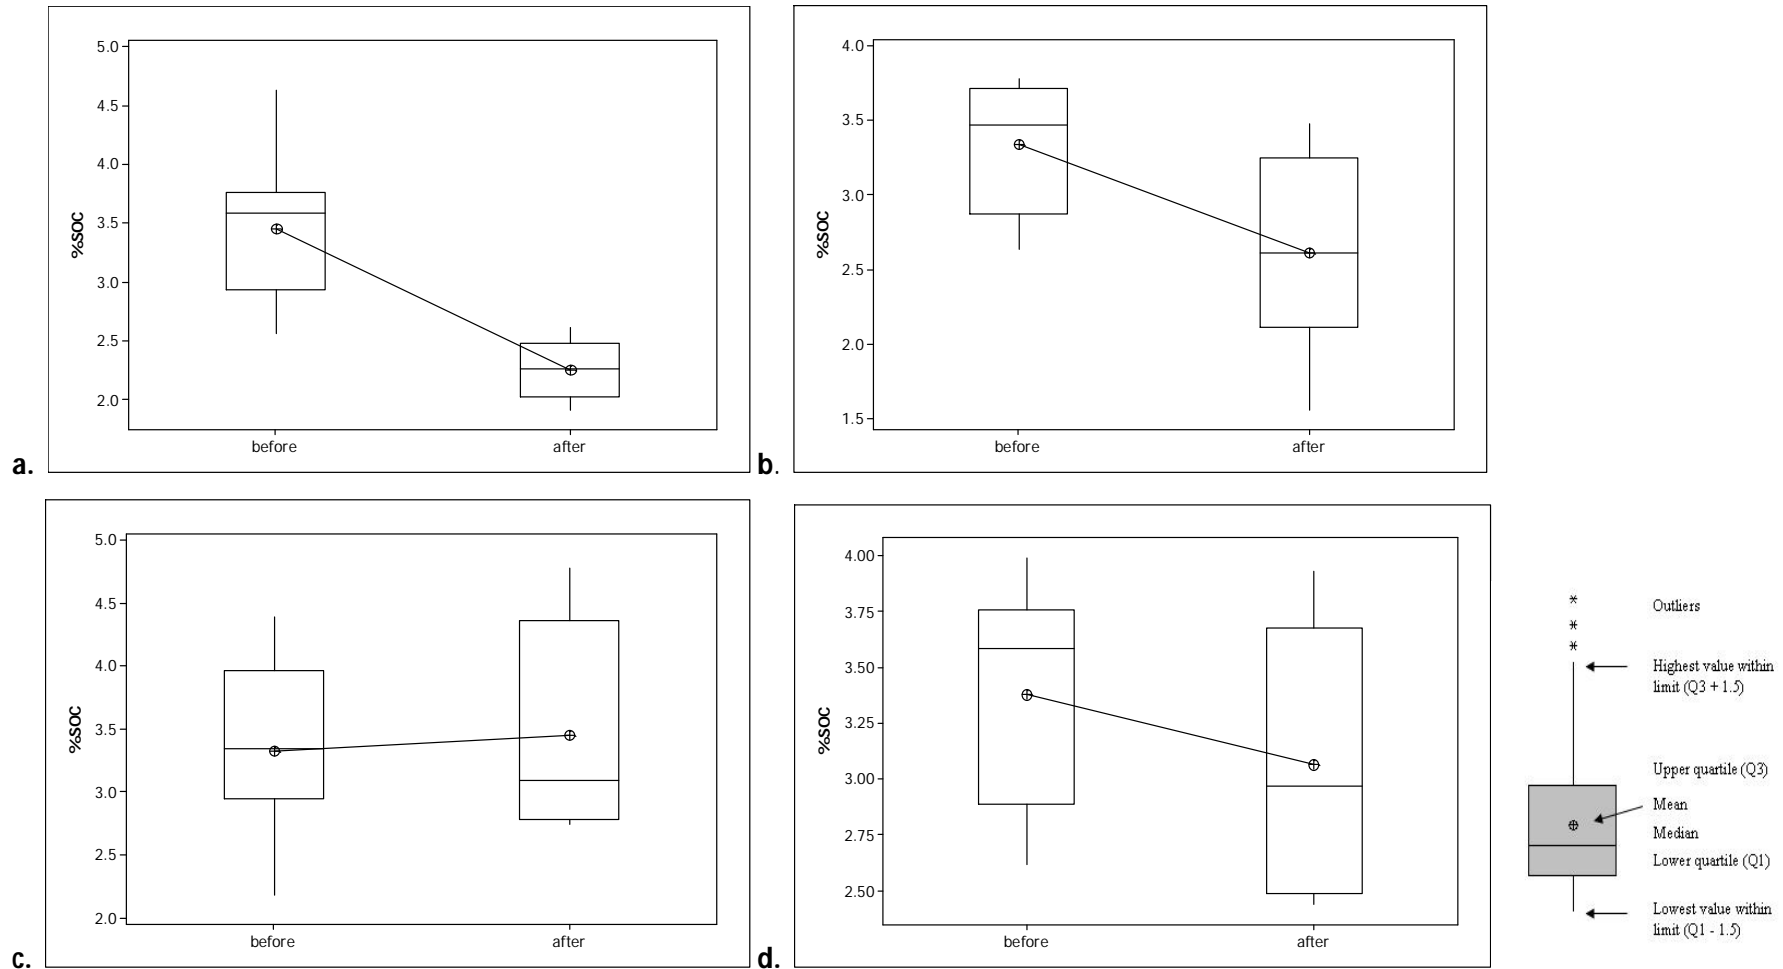 5.0
4.5
4.0
3.5
3.0
2.5
2.0
%SOC
before after
a.
4.0
3.5
3.0
2.5
2.0
1.5
%SOC
before after
b.
5.0
4.5
4.0
3.5
3.0
2.5
2.0
%SOC
before after
c.
4.00
3.75
3.50
3.25
3.00
2.75
2.50
%SOC
before after
d.
Outliers
Highest value within
limit (Q3 + 1.5)
Upper quartile (Q3)
Mean
Median
Lower quartile (Q1)
Lowest value within
limit (Q1 - 1.5)